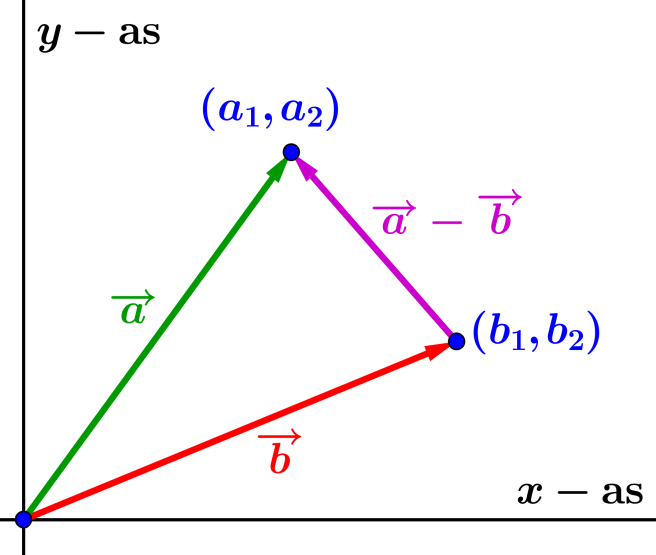 y − as
(a₁, a₂)
a⃗ − b⃗
a⃗
(b₁, b₂)
b⃗
x − as